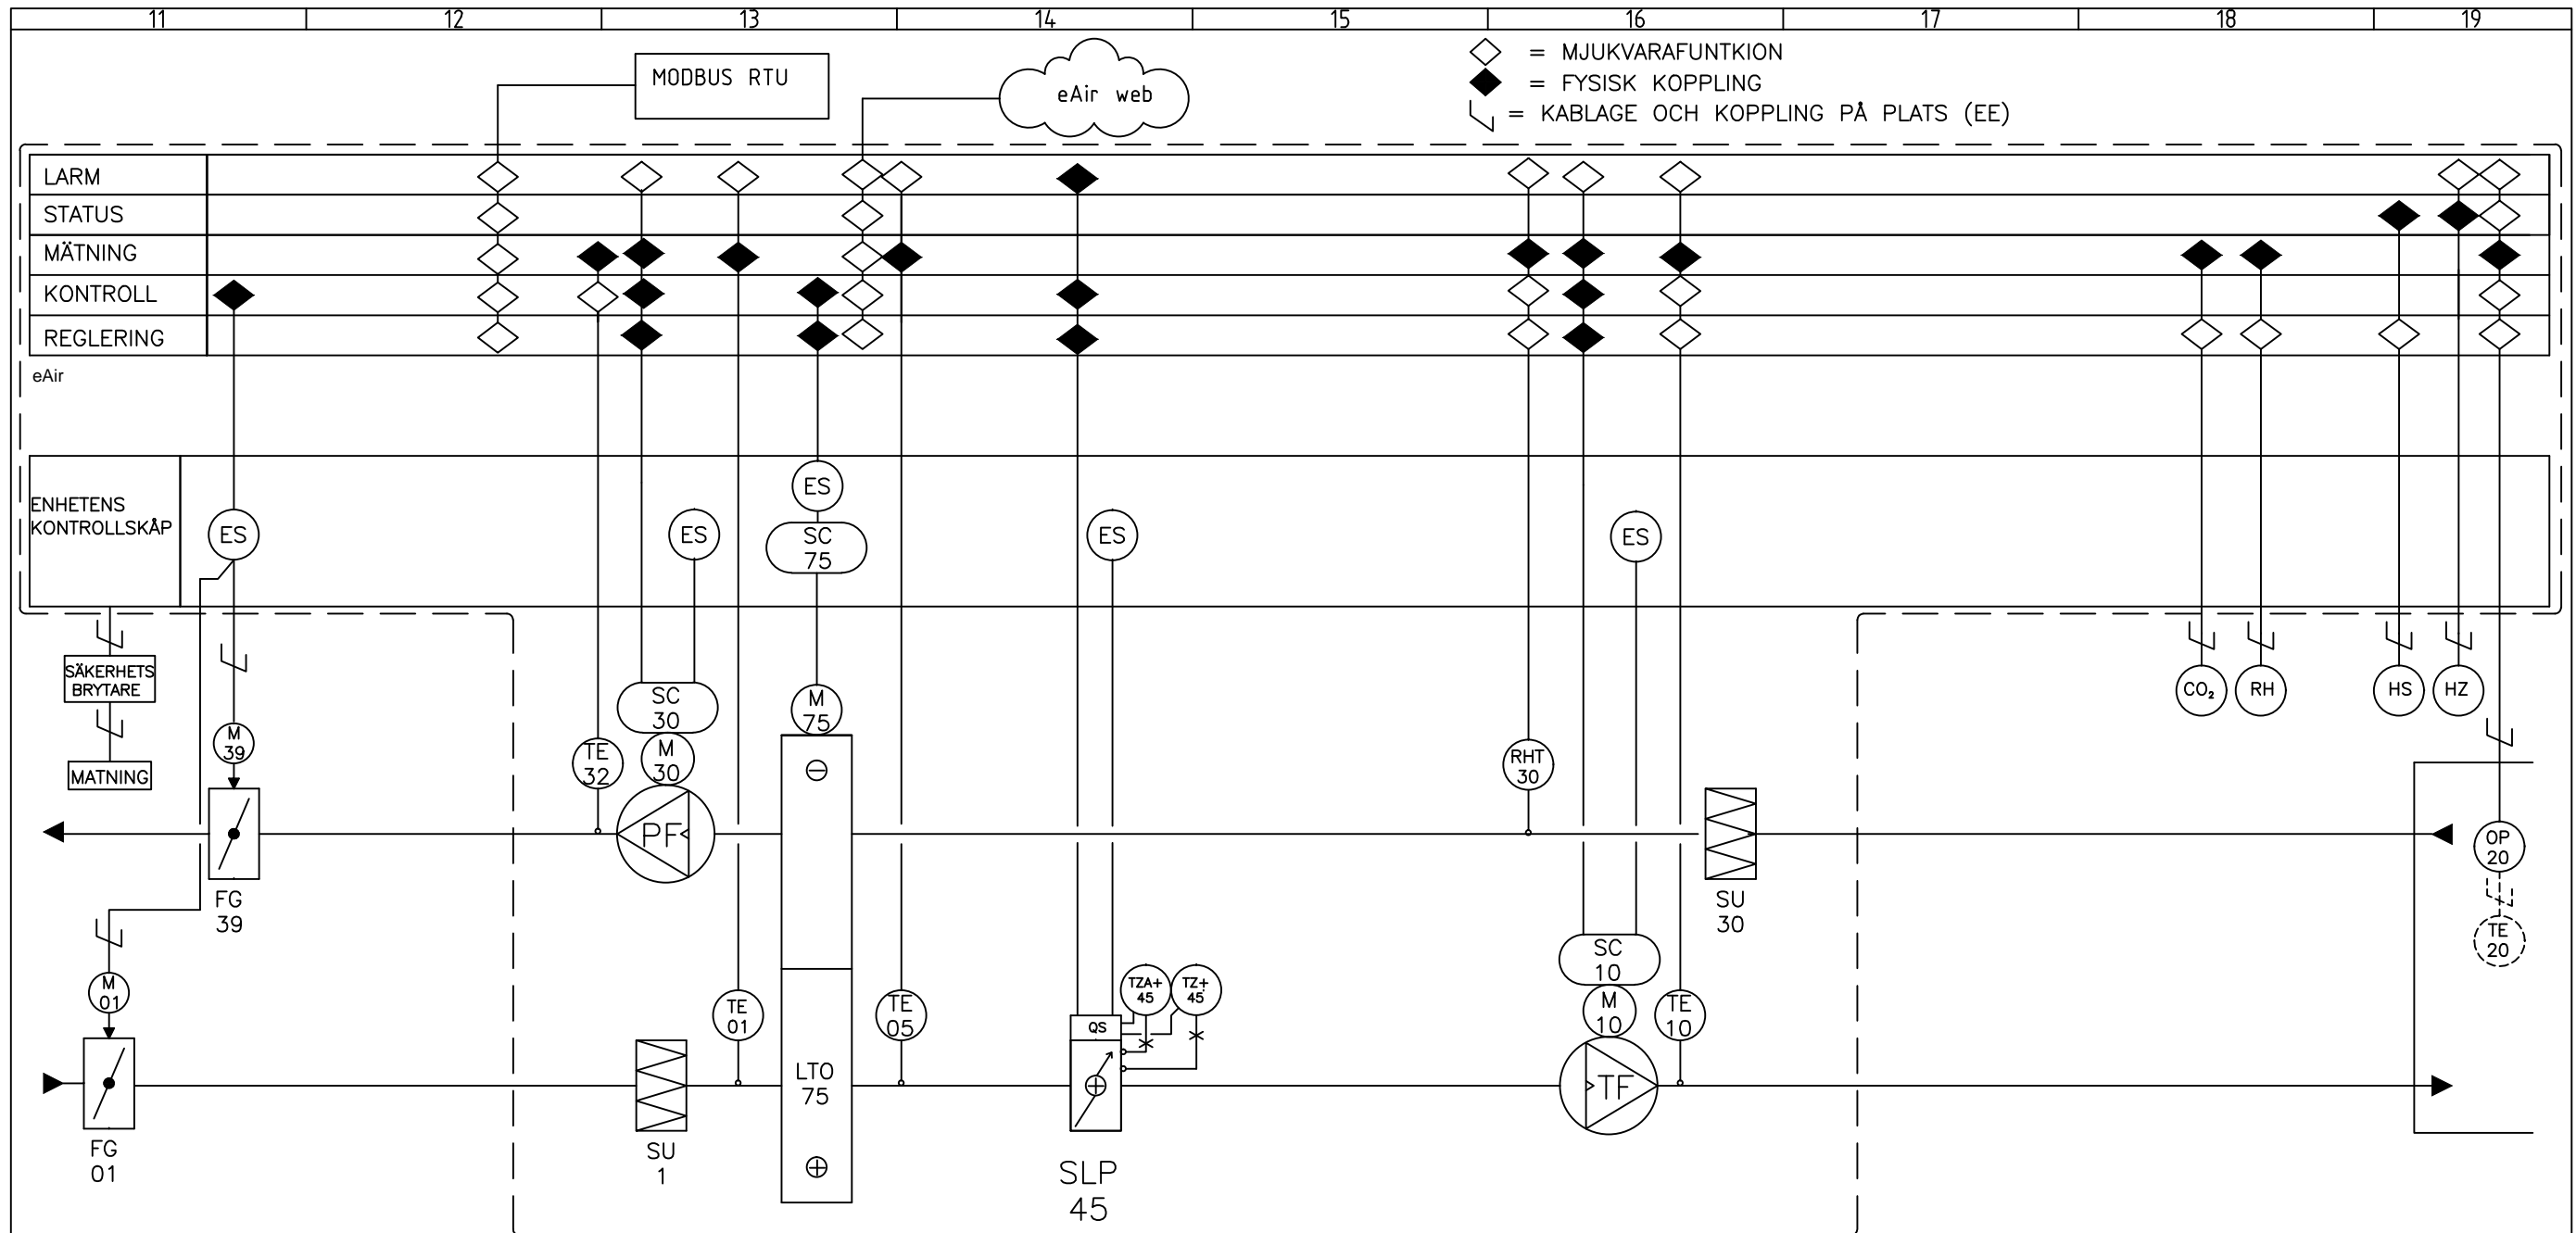 11 12 13 14 15 16 17 18 19
MODBUS RTU
eAir web
= MJUKVARAFUNTKION
= FYSISK KOPPLING
= KABLAGE OCH KOPPLING PÅ PLATS (EE)
LARM
STATUS
MÄTNING
KONTROLL
REGLERING
eAir
ENHETENS
KONTROLLSKÅP
ES
ES
ES
SC
75
ES
ES
SÄKERHETS
BRYTARE
MATNING
M
39
TE
32
SC
30
M
30
M
75
RHT
30
CO₂
RH
HS
HZ
PF
FG
39
SU
30
OP
20
TE
20
M
01
TE
01
TE
05
TZA+
45
TZ+
45
QS
SC
10
M
10
TE
10
LTO
75
TF
FG
01
SU
1
SLP
45